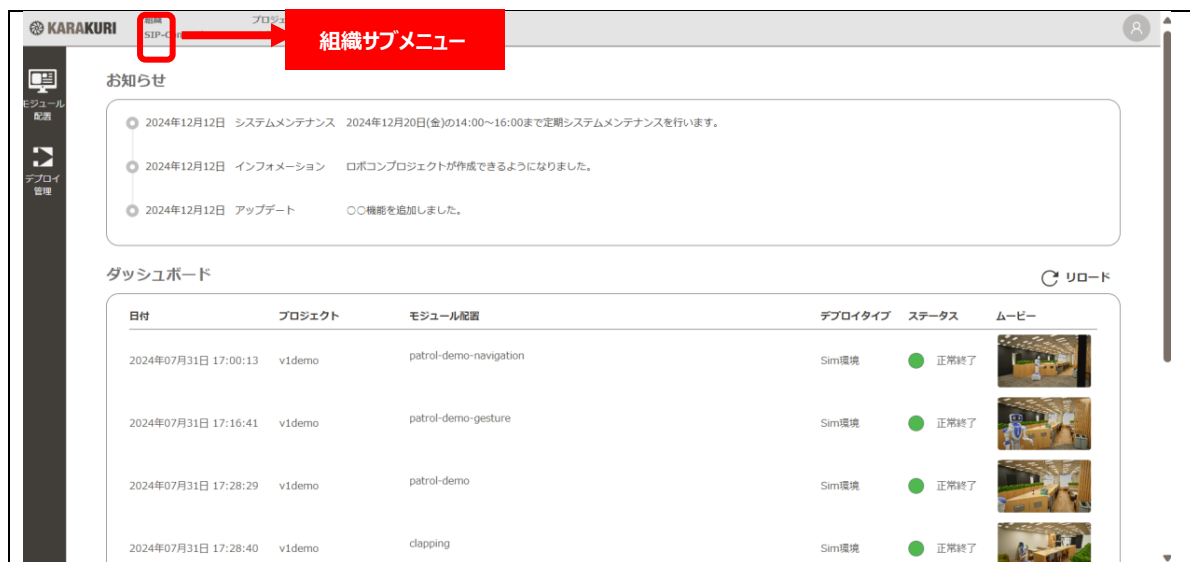 KARAKURI
組織
組織サブメニュー
モジュール
配置
デプロイ
管理
お知らせ
2024年12月12日 システムメンテナンス 2024年12月20日(金)の14:00～16:00まで定期システムメンテナンスを行います。
2024年12月12日 インフォメーション ロボコンプロジェクトが作成できるようになりました。
2024年12月12日 アップデート 〇〇機能を追加しました。
ダッシュボード
リロード
日付 プロジェクト モジュール配置 デプロイタイプ ステータス ムービー
2024年07月31日 17:00:13 v1demo patrol-demo-navigation Sim環境 正常終了
2024年07月31日 17:16:41 v1demo patrol-demo-gesture Sim環境 正常終了
2024年07月31日 17:28:29 v1demo patrol-demo Sim環境 正常終了
2024年07月31日 17:28:40 v1demo clapping Sim環境 正常終了